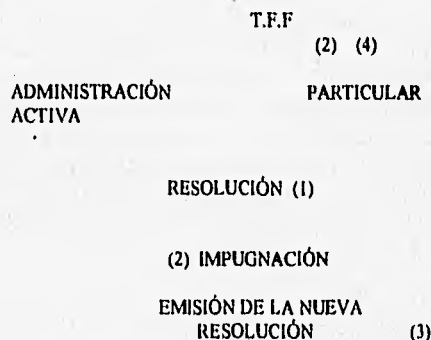 T.F.F
(2) (4)
ADMINISTRACIÓN PARTICULAR
ACTIVA
RESOLUCIÓN (1)
(2) IMPUGNACIÓN
EMISIÓN DE LA NUEVA
RESOLUCIÓN (3)